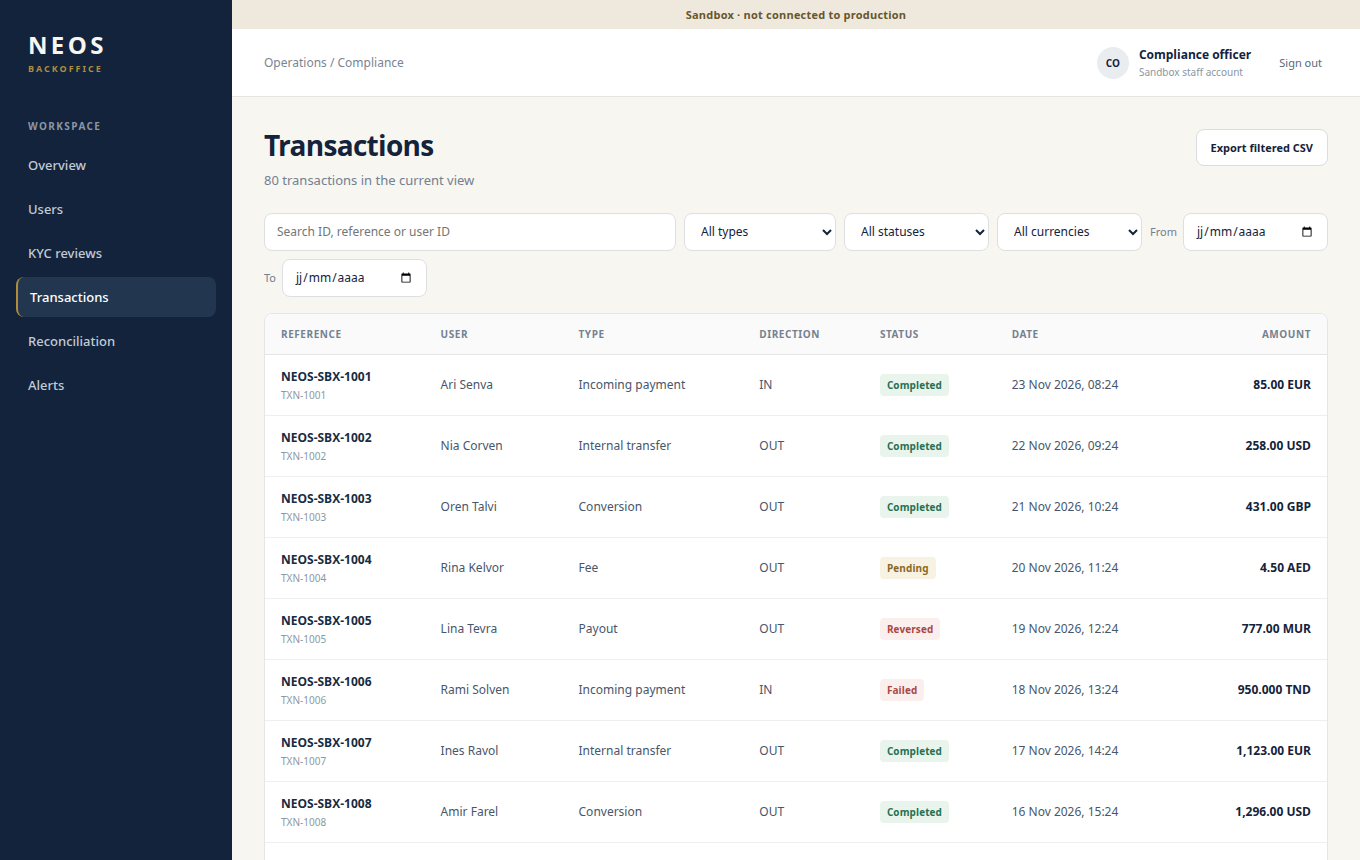 NEOS
BACKOFFICE
WORKSPACE
Overview
Users
KYC reviews
Transactions
Reconciliation
Alerts
Sandbox · not connected to production
Operations / Compliance
CO
Compliance officer
Sandbox staff account
Sign out
Transactions
80 transactions in the current view
Export filtered CSV
Search ID, reference or user ID
All types
All statuses
All currencies
From
jj/mm/aaaa
To
jj/mm/aaaa
REFERENCE USER TYPE DIRECTION STATUS DATE AMOUNT
NEOS-SBX-1001 Ari Senva Incoming payment IN Completed 23 Nov 2026, 08:24 85.00 EUR
TXN-1001
NEOS-SBX-1002 Nia Corven Internal transfer OUT Completed 22 Nov 2026, 09:24 258.00 USD
TXN-1002
NEOS-SBX-1003 Oren Talvi Conversion OUT Completed 21 Nov 2026, 10:24 431.00 GBP
TXN-1003
NEOS-SBX-1004 Rina Kelvor Fee OUT Pending 20 Nov 2026, 11:24 4.50 AED
TXN-1004
NEOS-SBX-1005 Lina Tevra Payout OUT Reversed 19 Nov 2026, 12:24 777.00 MUR
TXN-1005
NEOS-SBX-1006 Rami Solven Incoming payment IN Failed 18 Nov 2026, 13:24 950.000 TND
TXN-1006
NEOS-SBX-1007 Ines Ravol Internal transfer OUT Completed 17 Nov 2026, 14:24 1,123.00 EUR
TXN-1007
NEOS-SBX-1008 Amir Farel Conversion OUT Completed 16 Nov 2026, 15:24 1,296.00 USD
TXN-1008